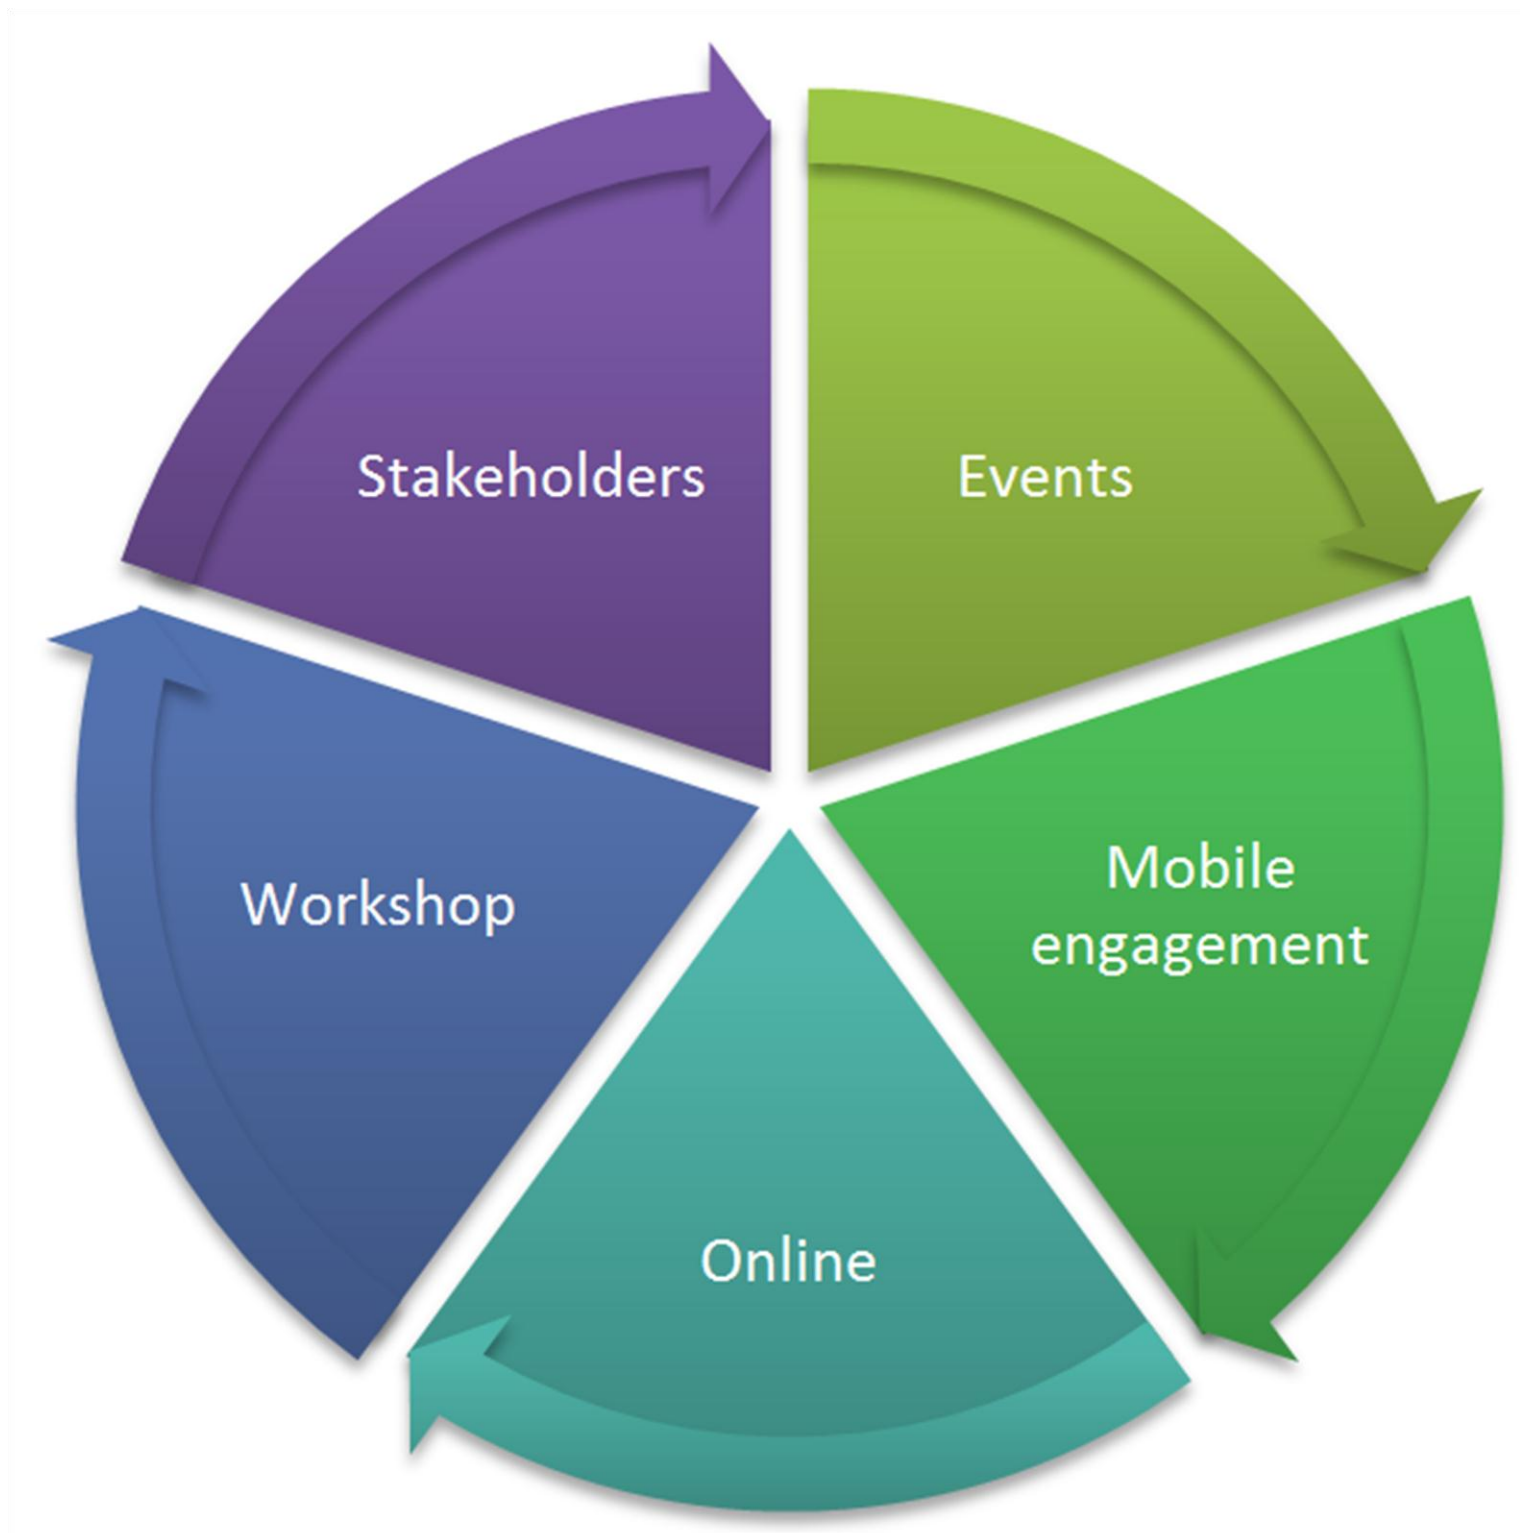 Stakeholders
Events
Mobile
engagement
Workshop
Online